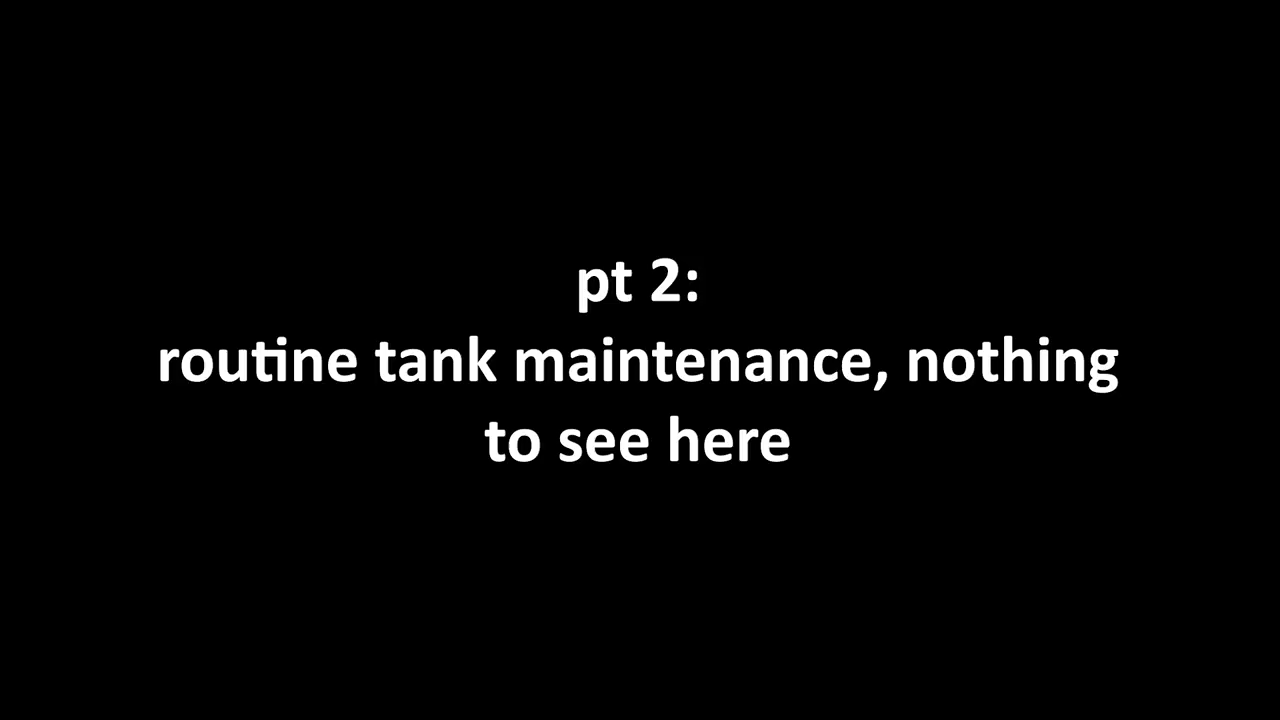 pt 2:
routine tank maintenance, nothing
to see here